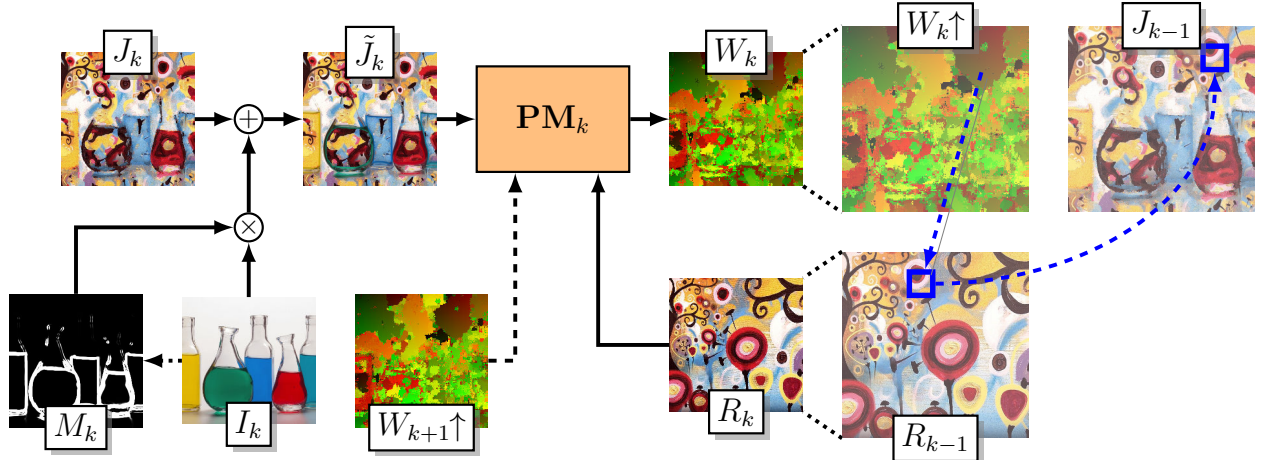 J_k
J̃_k
W_k
W_k↑
J_{k−1}
+
PM_k
×
M_k
I_k
W_{k+1}↑
R_k
R_{k−1}